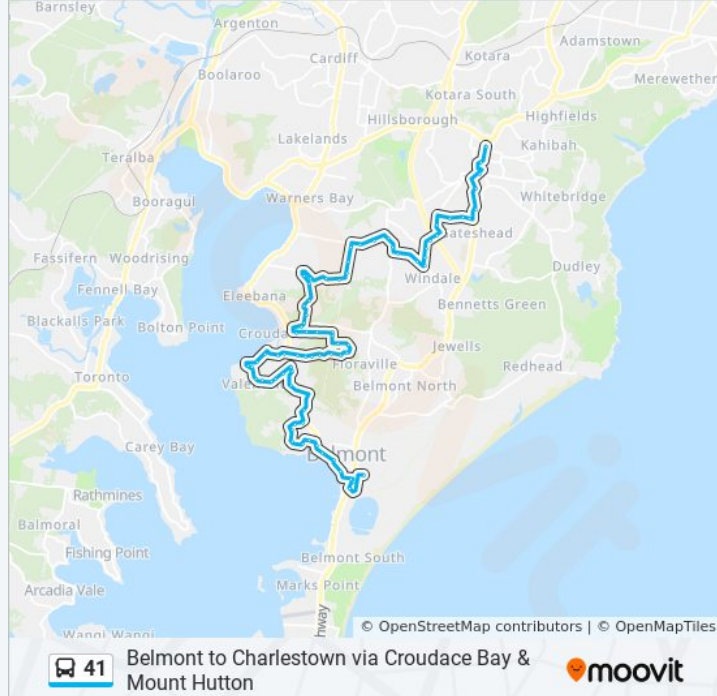 Barnsley
Argenton
Adamstown
Cardiff
Kotara
Boolaroo
Merewether
Kotara South
Hillsborough
Highfields
Lakelands
Kahibah
Teralba
Warners Bay
Whitebridge
Booragul
Gateshead
Fassifern
Woodrising
Dudley
Windale
Fennell Bay
Eleebana
Bennetts Green
Blackalls Park
Bolton Point
Jewells
Floraville
Redhead
Toronto
Belmont North
Carey Bay
Belmont
Rathmines
Balmoral
Fishing Point
Belmont South
Arcadia Vale
Marks Point
hway
Wangi Wangi
© OpenStreetMap contributors | © OpenMapTiles
41
Belmont to Charlestown via Croudace Bay &
Mount Hutton
moovit